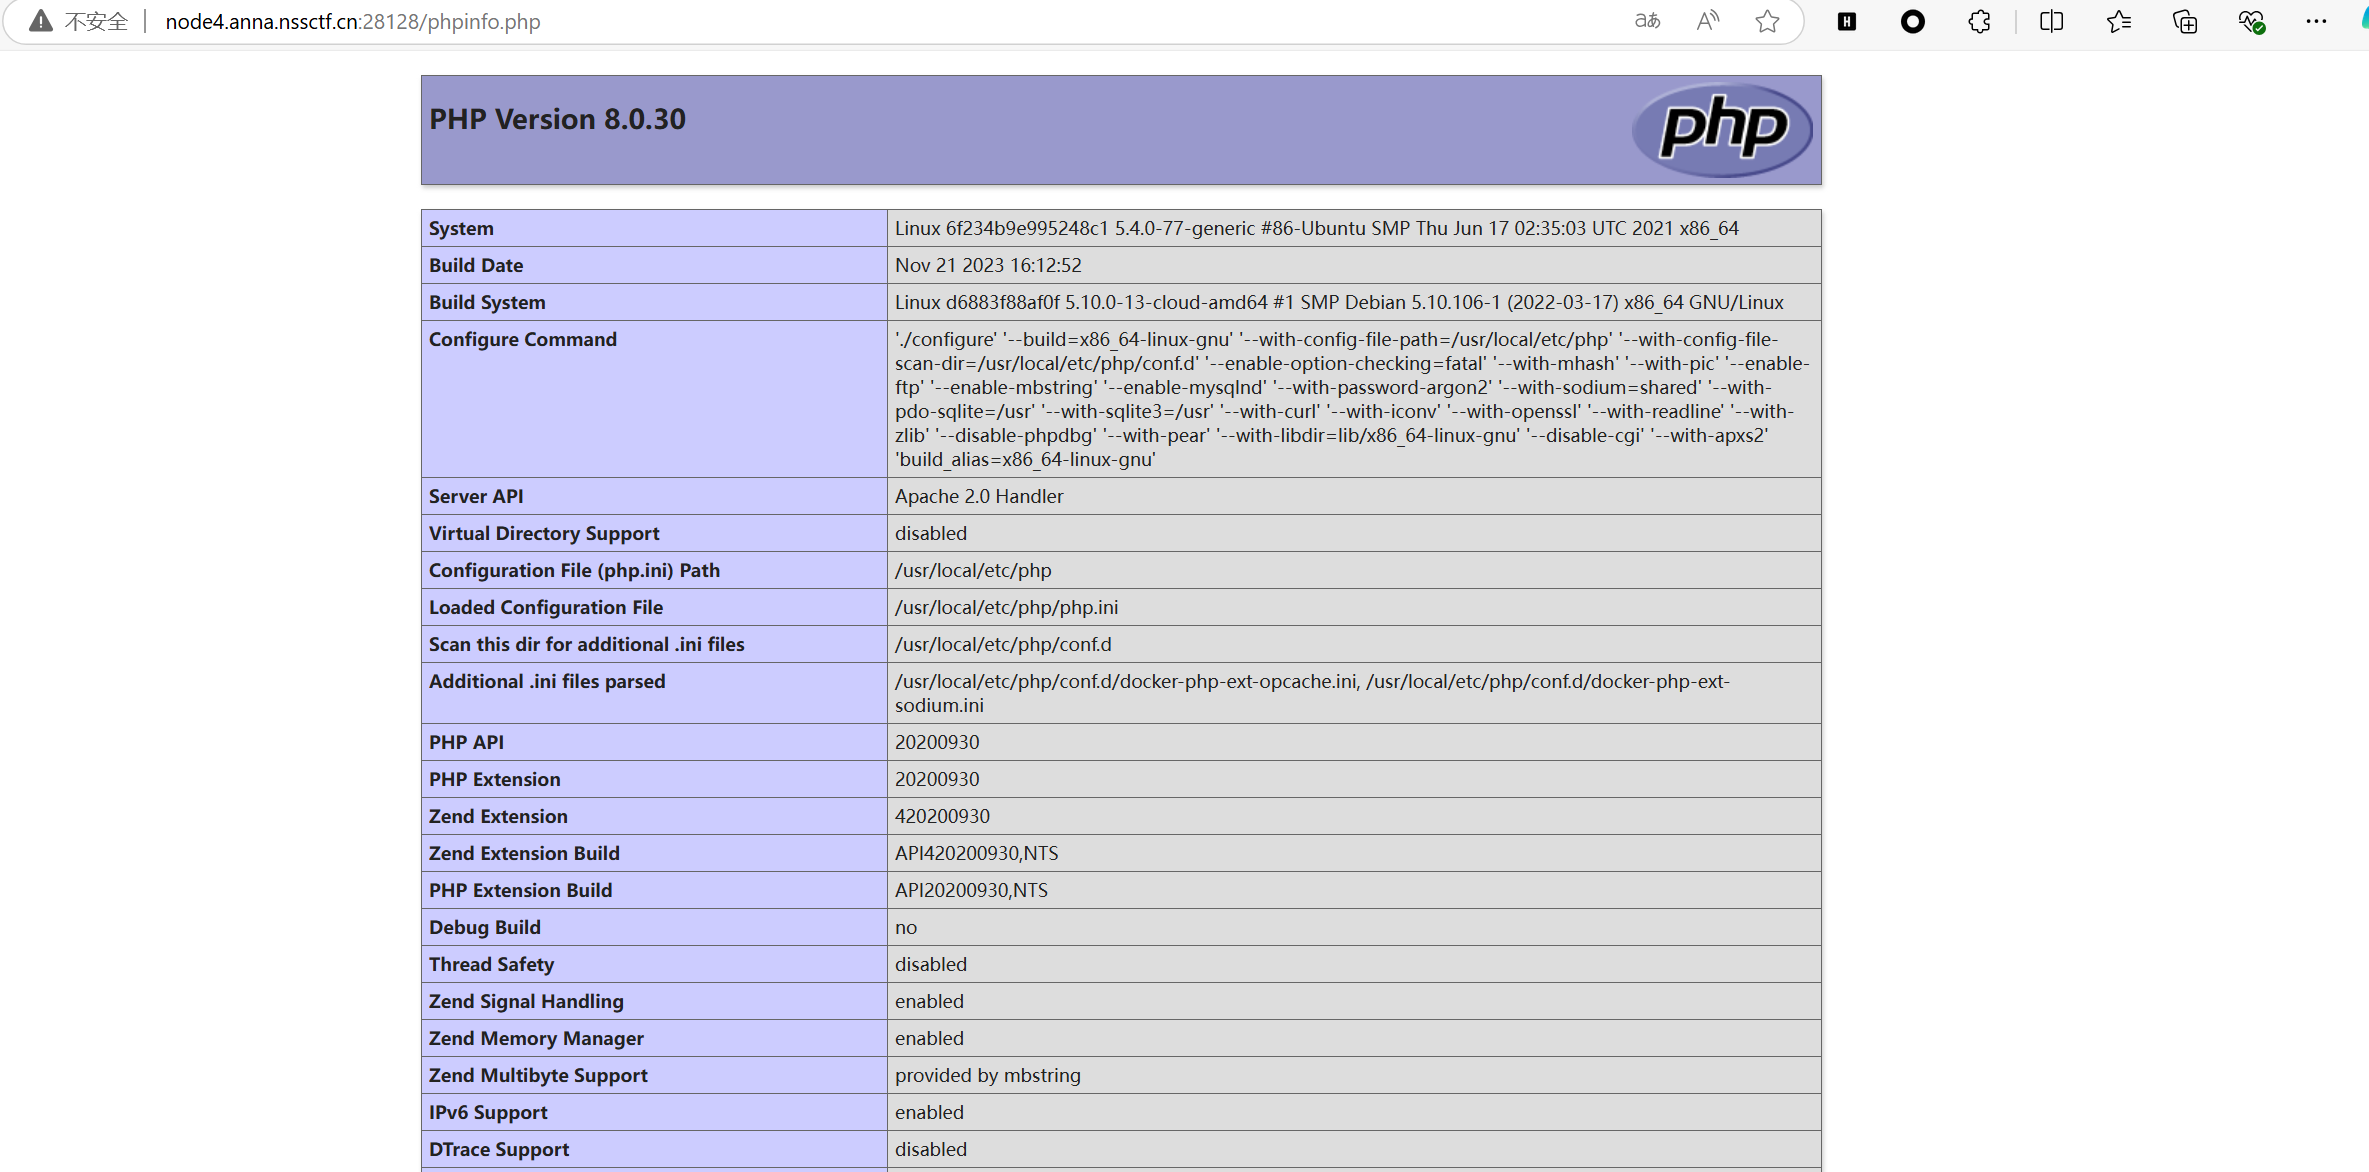 不安全 node4.anna.nssctf.cn:28128/phpinfo.php aあ A
H
PHP Version 8.0.30
php
System Linux 6f234b9e995248c1 5.4.0-77-generic #86-Ubuntu SMP Thu Jun 17 02:35:03 UTC 2021 x86_64
Build Date Nov 21 2023 16:12:52
Build System Linux d6883f88af0f 5.10.0-13-cloud-amd64 #1 SMP Debian 5.10.106-1 (2022-03-17) x86_64 GNU/Linux
Configure Command './configure' '--build=x86_64-linux-gnu' '--with-config-file-path=/usr/local/etc/php' '--with-config-file-
scan-dir=/usr/local/etc/php/conf.d' '--enable-option-checking=fatal' '--with-mhash' '--with-pic' '--enable-
ftp' '--enable-mbstring' '--enable-mysqlnd' '--with-password-argon2' '--with-sodium=shared' '--with-
pdo-sqlite=/usr' '--with-sqlite3=/usr' '--with-curl' '--with-iconv' '--with-openssl' '--with-readline' '--with-
zlib' '--disable-phpdbg' '--with-pear' '--with-libdir=lib/x86_64-linux-gnu' '--disable-cgi' '--with-apxs2'
'build_alias=x86_64-linux-gnu'
Server API Apache 2.0 Handler
Virtual Directory Support disabled
Configuration File (php.ini) Path /usr/local/etc/php
Loaded Configuration File /usr/local/etc/php/php.ini
Scan this dir for additional .ini files /usr/local/etc/php/conf.d
Additional .ini files parsed /usr/local/etc/php/conf.d/docker-php-ext-opcache.ini, /usr/local/etc/php/conf.d/docker-php-ext-
sodium.ini
PHP API 20200930
PHP Extension 20200930
Zend Extension 420200930
Zend Extension Build API420200930,NTS
PHP Extension Build API20200930,NTS
Debug Build no
Thread Safety disabled
Zend Signal Handling enabled
Zend Memory Manager enabled
Zend Multibyte Support provided by mbstring
IPv6 Support enabled
DTrace Support disabled